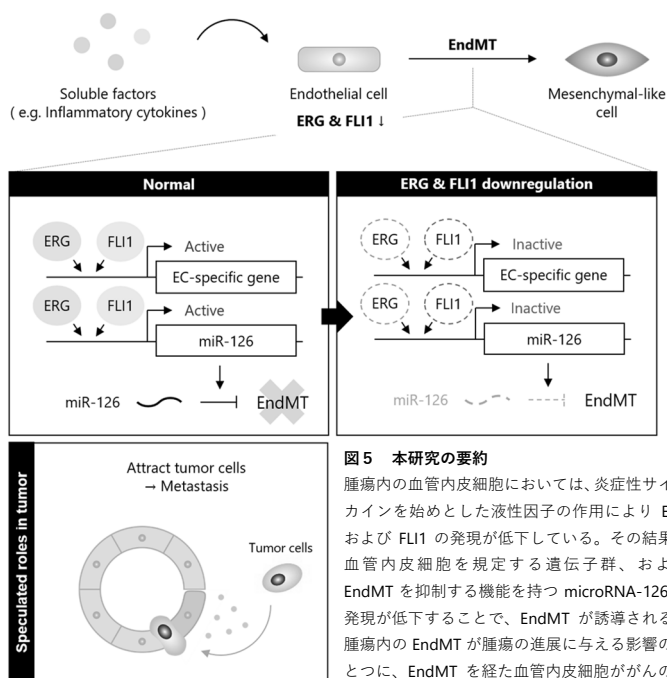 EndMT
Soluble factors
( e.g. Inflammatory cytokines )
Endothelial cell
ERG & FLI1 ↓
Mesenchymal-like
cell
Normal
ERG FLI1 Active
EC-specific gene
ERG FLI1 Active
miR-126
miR-126 EndMT
ERG & FLI1 downregulation
ERG FLI1 Inactive
EC-specific gene
ERG FLI1 Inactive
miR-126
miR-126 EndMT
Speculated roles in tumor
Attract tumor cells
→ Metastasis
Tumor cells
図5 本研究の要約
腫瘍内の血管内皮細胞においては、炎症性サイ
カインを始めとした液性因子の作用により E
および FLI1 の発現が低下している。その結果
血管内皮細胞を規定する遺伝子群、およ
EndMT を抑制する機能を持つ microRNA-126
発現が低下することで、EndMT が誘導される
腫瘍内の EndMT が腫瘍の進展に与える影響の
とつに、EndMT を経た血管内皮細胞ががんの